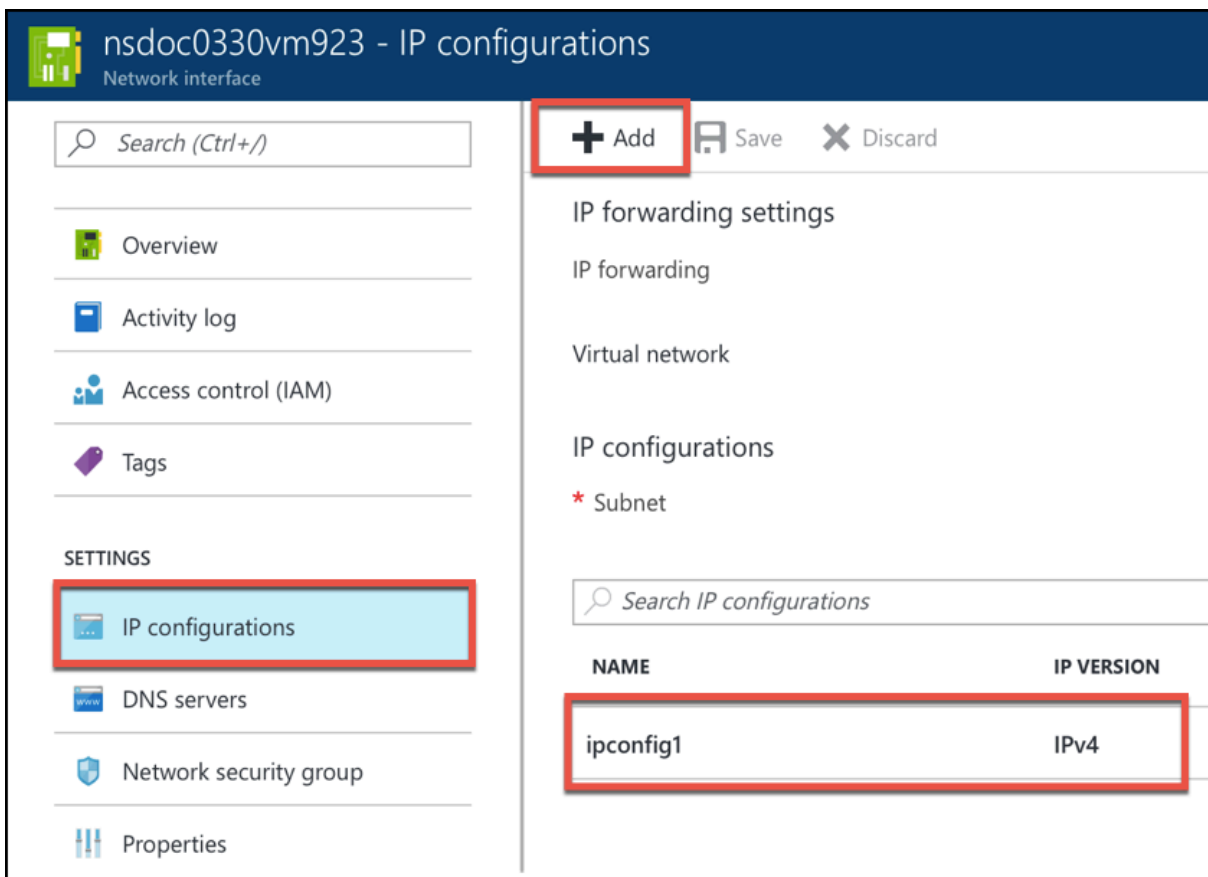 nsdoc0330vm923 - IP configurations
Network interface
Search (Ctrl+/)
Overview
Activity log
Access control (IAM)
Tags
SETTINGS
IP configurations
DNS servers
Network security group
Properties
Add Save Discard
IP forwarding settings
IP forwarding
Virtual network
IP configurations
* Subnet
Search IP configurations
NAME IP VERSION
ipconfig1 IPv4